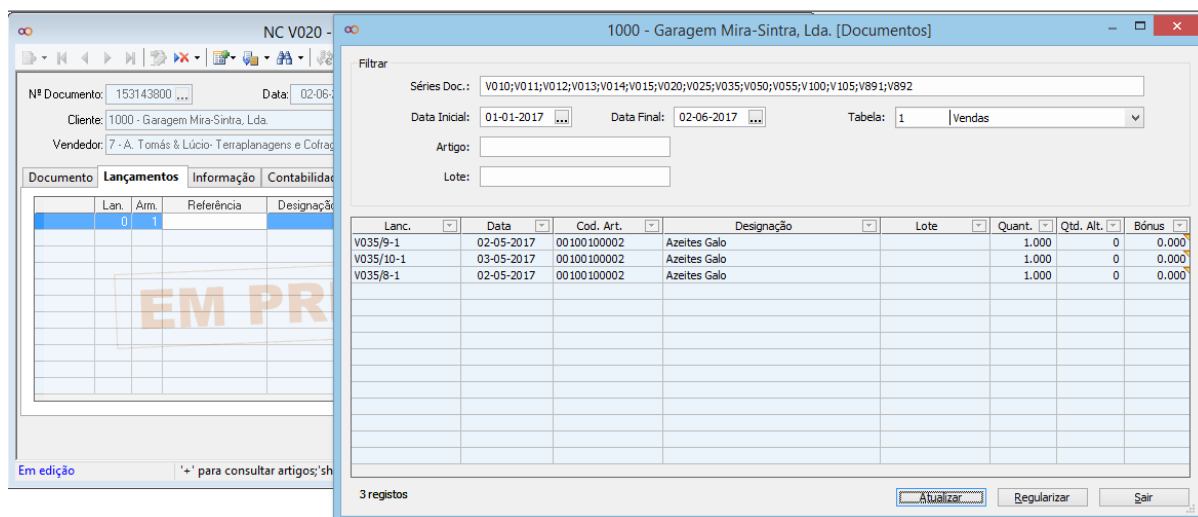 NC V020 -
Nº Documento: 153143800 ... Data: 02-06-
Cliente: 1000 - Garagem Mira-Sintra, Lda.
Vendedor: 7 - A. Tomás & Lúcio- Terraplanagens e Cofrag
Documento Lançamentos Informação Contabilidad
Lan. Arm. Referência Designação
0 1
EM PR
Em edição '+' para consultar artigos;'sh
1000 - Garagem Mira-Sintra, Lda. [Documentos]
Filtrar
Séries Doc.: V010;V011;V012;V013;V014;V015;V020;V025;V035;V050;V055;V100;V105;V891;V892
Data Inicial: 01-01-2017 ... Data Final: 02-06-2017 ... Tabela: 1 Vendas
Artigo:
Lote:
Lanc. Data Cod. Art. Designação Lote Quant. Qtd. Alt. Bónus
V035/9-1 02-05-2017 00100100002 Azeites Galo 1.000 0 0.000
V035/10-1 03-05-2017 00100100002 Azeites Galo 1.000 0 0.000
V035/8-1 02-05-2017 00100100002 Azeites Galo 1.000 0 0.000
3 registos
Atualizar Regularizar Sair